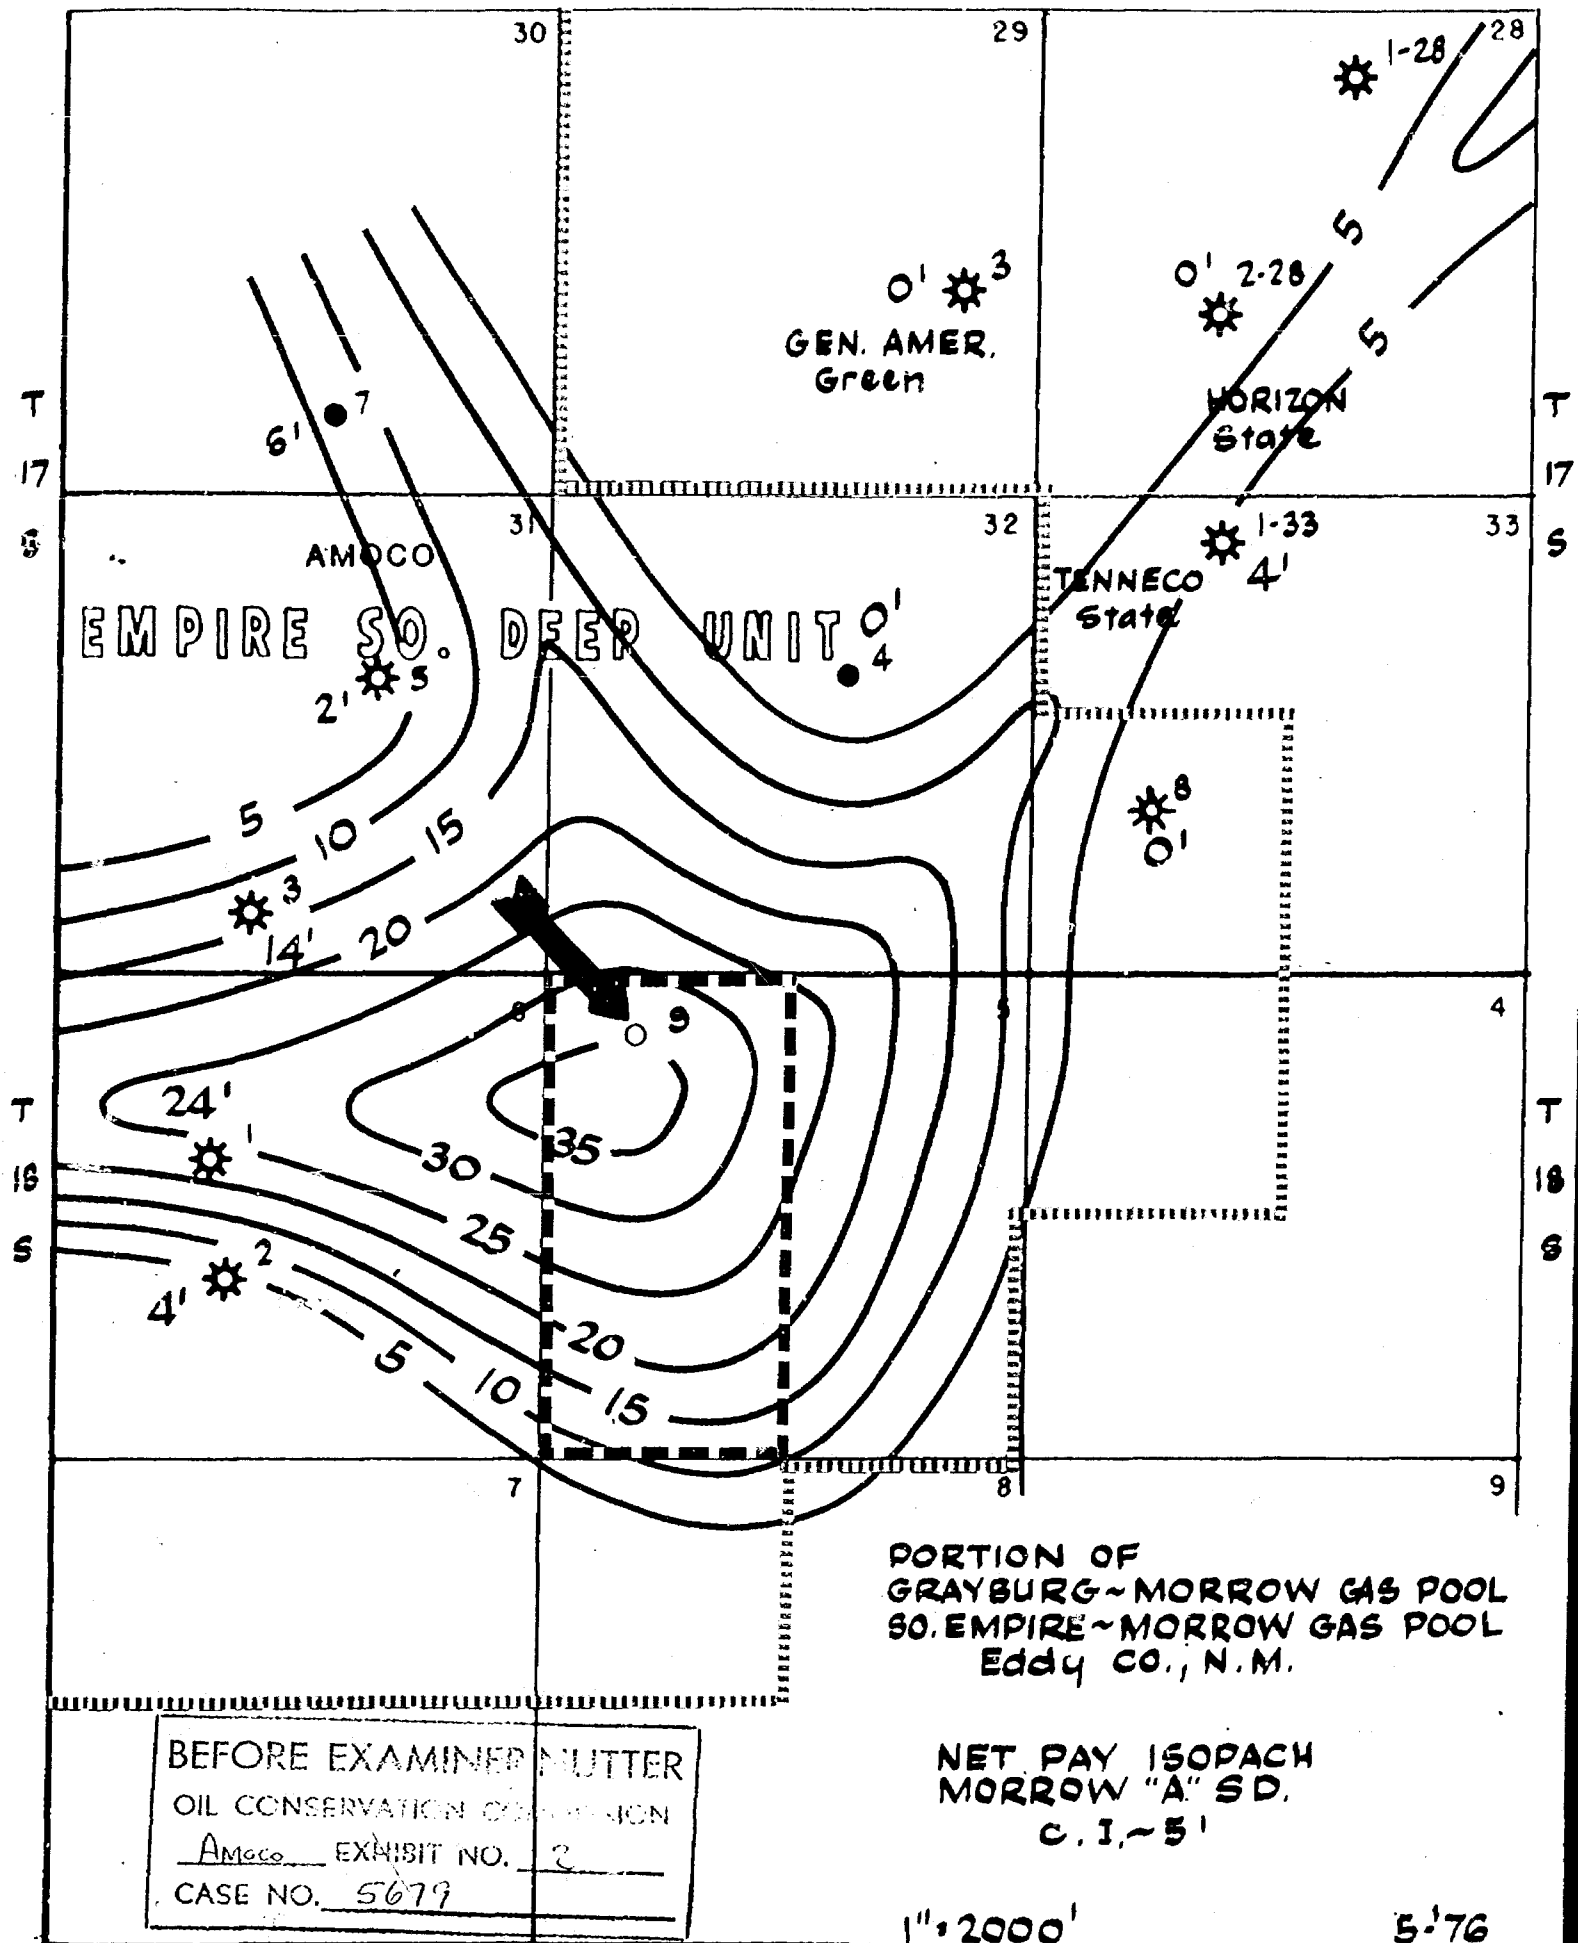 30
29
28
1-28
0' 3
0' 2-28
5
GEN. AMER.
Green
5
HORIZON
State
T
17
S
7
6'
T
17
S
31
32
1-33
33
AMOCO
4'
TENNECO
State
EMPIRE SO. DEEP UNIT
0'
4
2'
8
0'
5
10
15
3
14'
20
9
4
24'
1
T
18
S
T
18
S
35
30
25
2
4'
20
5
10
15
7
8
9
PORTION OF
GRAYBURG~MORROW GAS POOL
SO. EMPIRE~MORROW GAS POOL
Eddy CO., N.M.
NET PAY ISOPACH
MORROW "A" SD.
C.I.~5'
BEFORE EXAMINER NUTTER
OIL CONSERVATION COMMISSION
Amoco EXHIBIT NO. 2
CASE NO. 5679
1"=2000'
5-'76